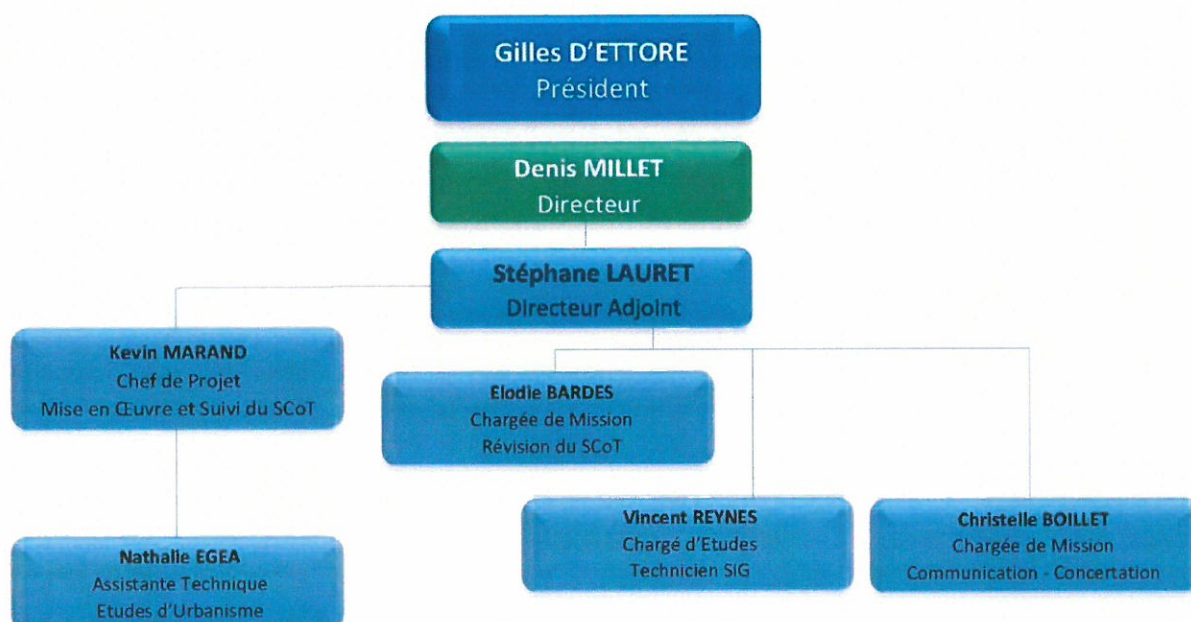 Gilles D'ETTORE
Président
Denis MILLET
Directeur
Stéphane LAURET
Directeur Adjoint
Kevin MARAND
Chef de Projet
Mise en Œuvre et Suivi du SCoT
Elodie BARDES
Chargée de Mission
Révision du SCoT
Nathalie EGEA
Assistante Technique
Etudes d'Urbanisme
Vincent REYNES
Chargé d'Etudes
Technicien SIG
Christelle BOILLET
Chargée de Mission
Communication - Concertation